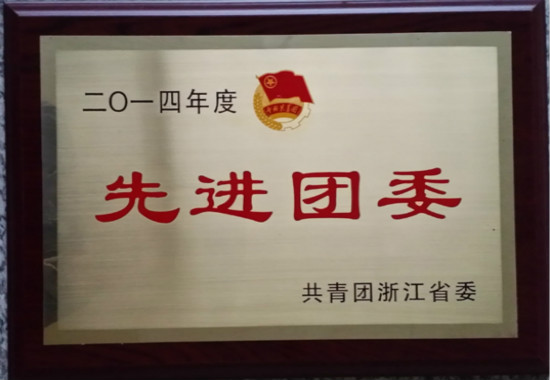 二〇一四年度
先进团委
共青团浙江省委